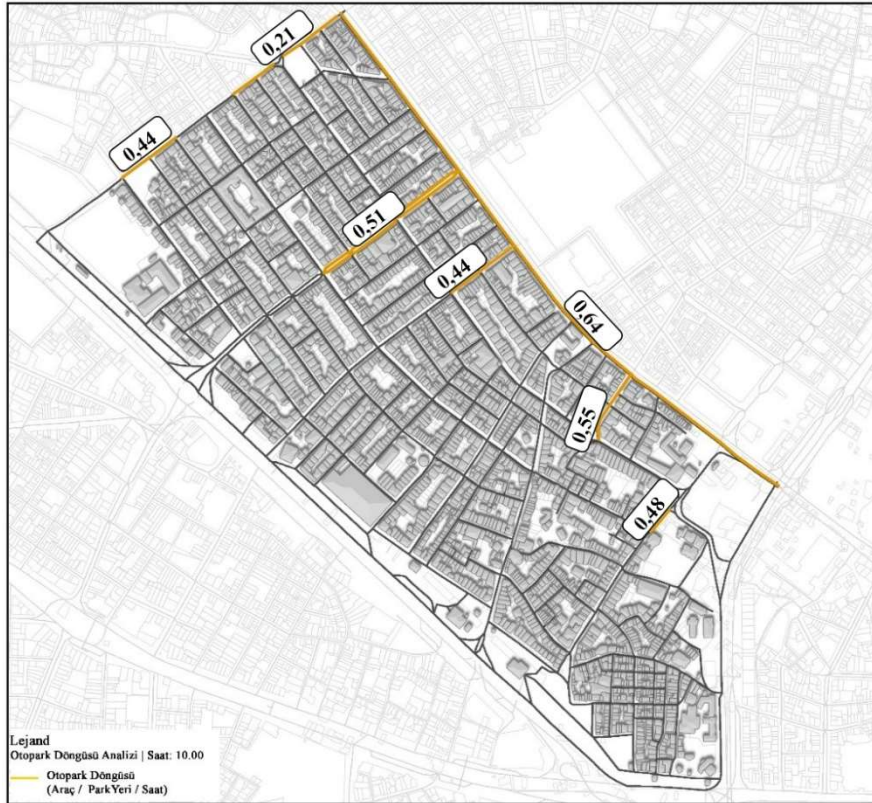 0,21
0,44
0,51
0,44
0,64
0,55
0,48
Lejand
Otopark Döngüsü Analizi | Saat: 10.00
Otopark Döngüsü
(Araç / ParkYeri / Saat)